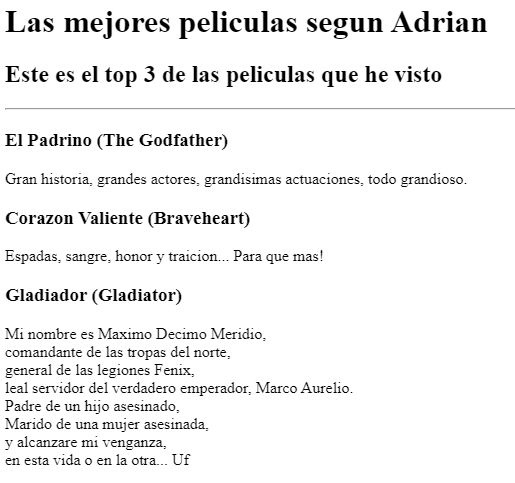 Las mejores peliculas segun Adrian
Este es el top 3 de las peliculas que he visto
El Padrino (The Godfather)
Gran historia, grandes actores, grandisimas actuaciones, todo grandioso.
Corazon Valiente (Braveheart)
Espadas, sangre, honor y traicion... Para que mas!
Gladiador (Gladiator)
Mi nombre es Maximo Decimo Meridio,
comandante de las tropas del norte,
general de las legiones Fenix,
leal servidor del verdadero emperador, Marco Aurelio.
Padre de un hijo asesinado,
Marido de una mujer asesinada,
y alcanzare mi venganza,
en esta vida o en la otra... Uf